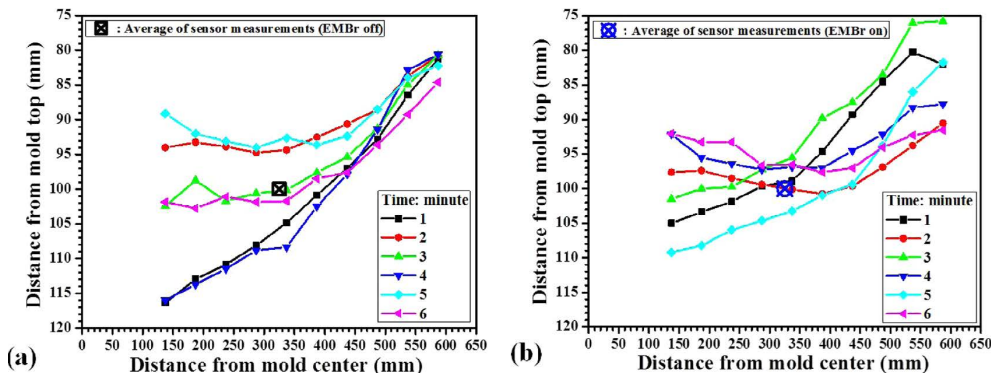 : Average of sensor measurements (EMBr off)
Distance from mold top (mm)
75
80
85
90
95
100
105
110
115
120
Time: minute
1
2
3
4
5
6
0 50 100 150 200 250 300 350 400 450 500 550 600 650
(a)
Distance from mold center (mm)
: Average of sensor measurements (EMBr on)
Distance from mold top (mm)
75
80
85
90
95
100
105
110
115
120
Time: minute
1
2
3
4
5
6
0 50 100 150 200 250 300 350 400 450 500 550 600 650
(b)
Distance from mold center (mm)